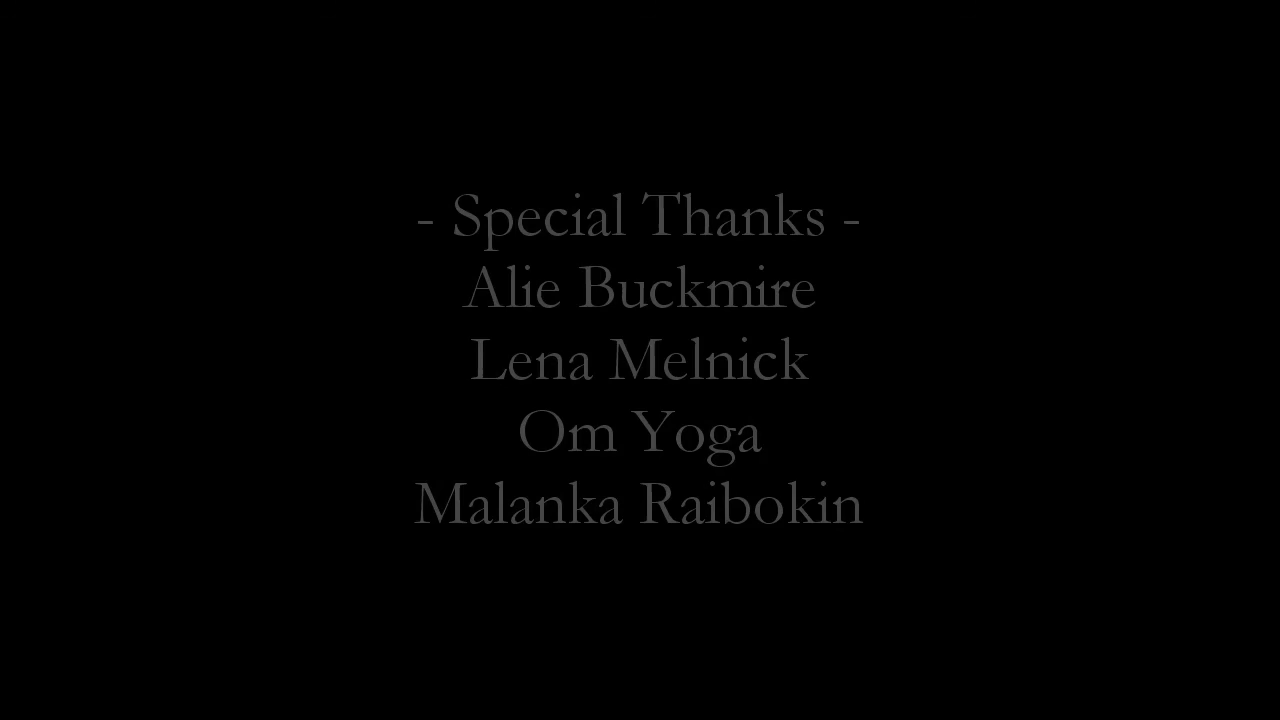 - Special Thanks -
Alie Buckmire
Lena Melnick
Om Yoga
Malanka Raibokin